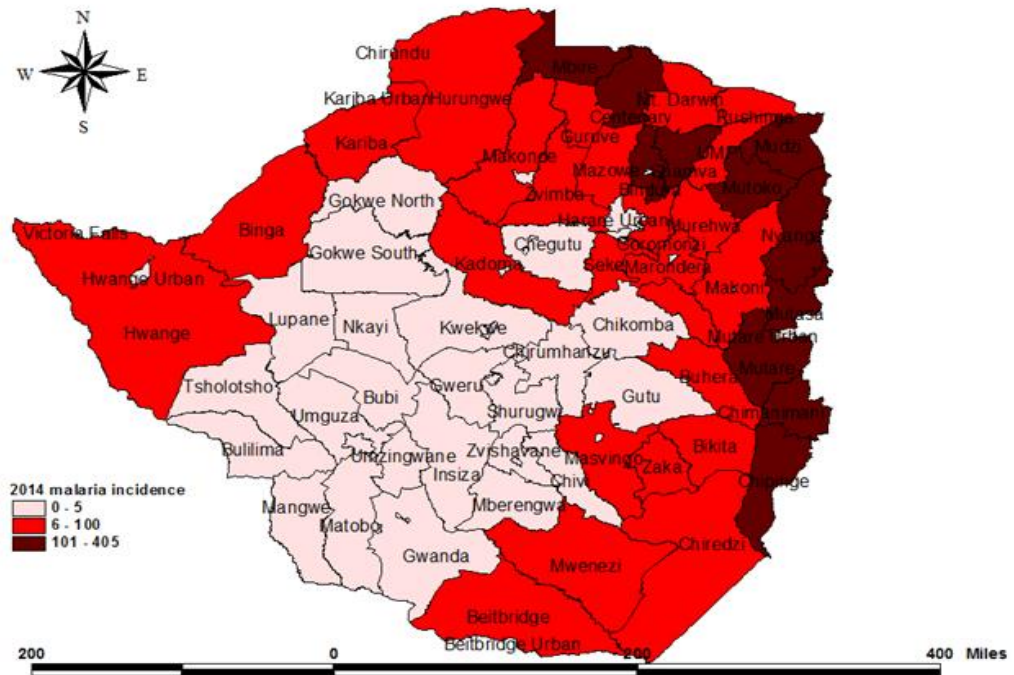 N
W E
S
Chirundu
Mbire
Kariba Urban
Hurungwe
Mt. Darwin
Centenary
Rushinga
Kariba
Guruve
UMP
Mudzi
Makonde
Mazowe
Shamva
Bindura
Mutoko
Zvimba
Gokwe North
Harare Urban
Murehwa
Victoria Falls
Binga
Chegutu
Nyanga
Gokwe South
Goromonzi
Kadoma
Seke
Marondera
Hwange Urban
Makoni
Lupane
Nkayi
Kwekwe
Chikomba
Mutasa
Hwange
Mutare Urban
Chirumhanzu
Mutare
Tsholotsho
Gweru
Buhera
Bubi
Gutu
Umguza
Shurugwi
Chimanimani
Bulilima
Umzingwane
Zvishavane
Masvingo
Bikita
Insiza
Zaka
Chivi
Chipinge
2014 malaria incidence
0 - 5
6 - 100
101 - 405
Mangwe
Matobo
Mberengwa
Gwanda
Chiredzi
Mwenezi
Beitbridge
Beitbridge Urban
200 0 200 400 Miles